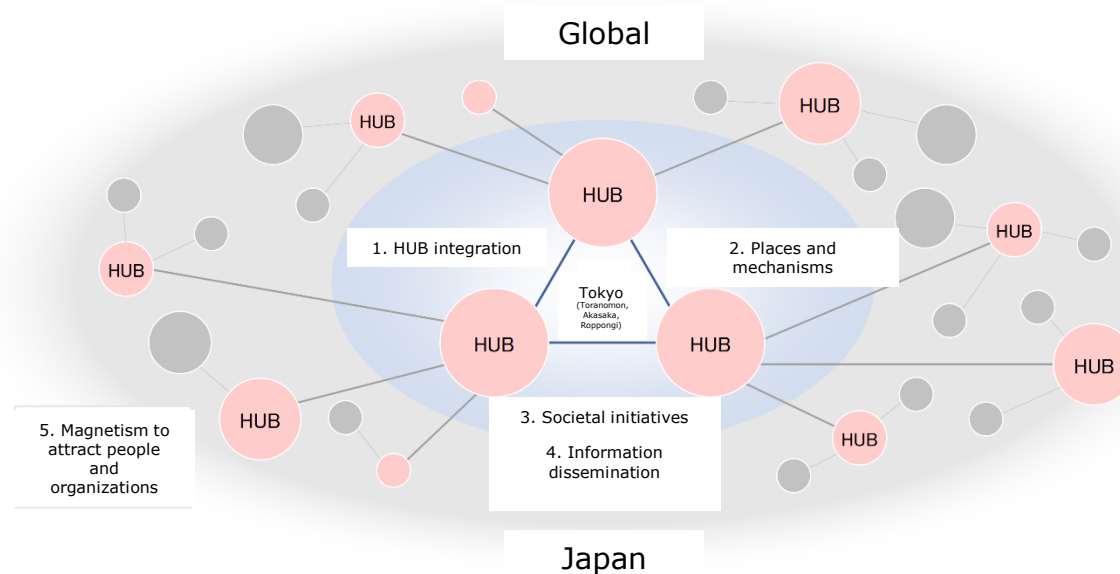 Global
HUB
HUB
HUB
HUB
1. HUB integration
2. Places and
mechanisms
HUB
Tokyo
(Toranomon,
Akasaka,
Roppongi)
HUB
HUB
HUB
HUB
HUB
3. Societal initiatives
4. Information
dissemination
5. Magnetism to
attract people
and
organizations
Japan